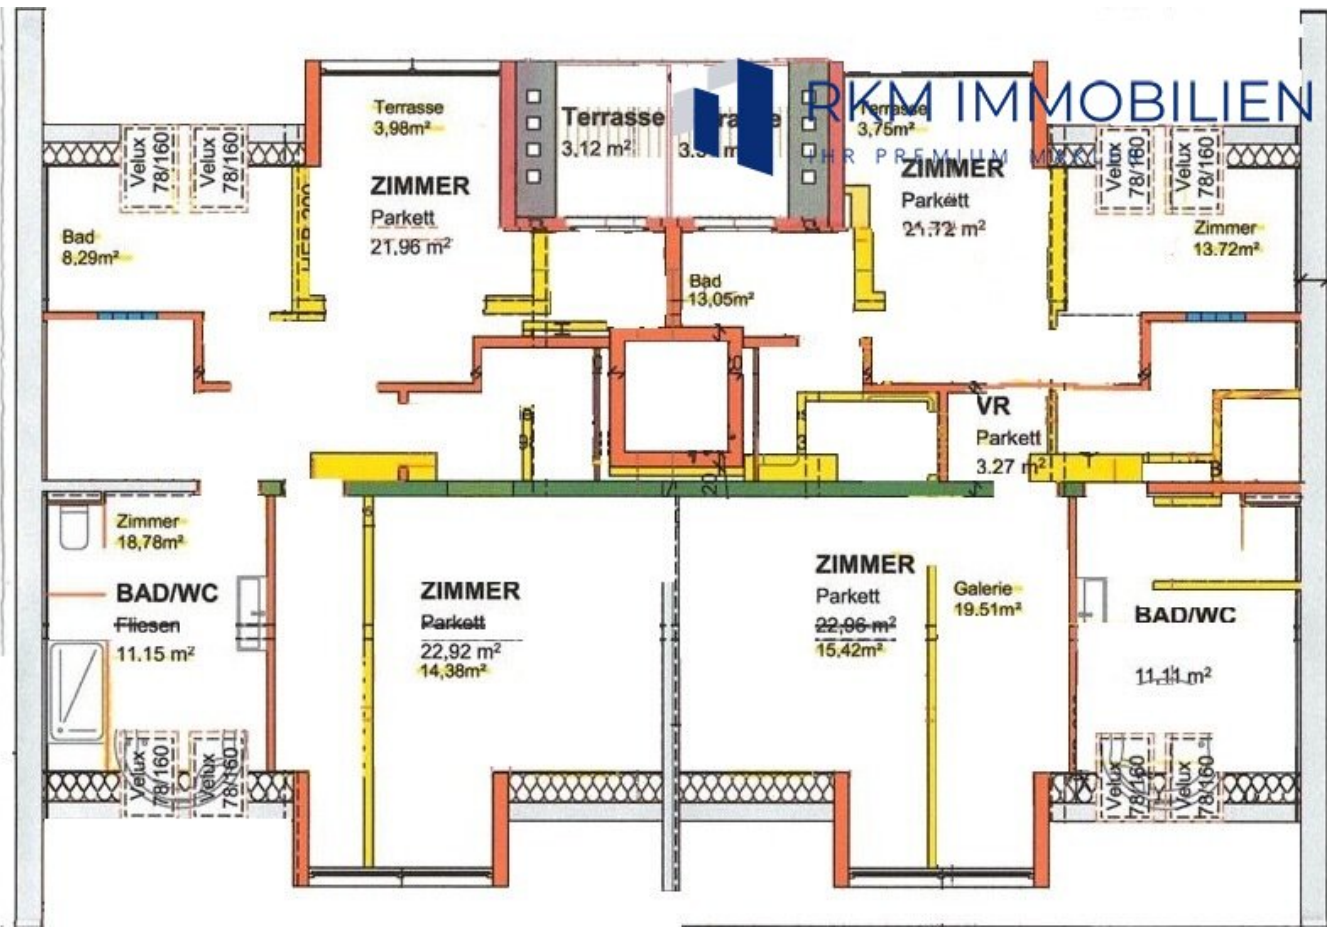 Terrasse
3,98m²
Terrasse
3,12 m²
RKM IMMOBILIEN
IHR PREMIUM MAKLER
Terrasse
3,75m²
Velux
78/160
Velux
78/160
ZIMMER
Parkett
21,96 m²
ZIMMER
Parkett
21,72 m²
Velux
78/160
Velux
78/160
Bad
8,29m²
Zimmer
13.72m²
Bad
13,05m²
VR
Parkett
3.27 m²
Zimmer
18,78m²
BAD/WC
Fliesen
11.15 m²
ZIMMER
Parkett
22,92 m²
14,38m²
ZIMMER
Parkett
22,96 m²
15,42m²
Galerie
19.51m²
BAD/WC
11,11 m²
Velux
78/160
Velux
78/160
Velux
78/160
Velux
78/160